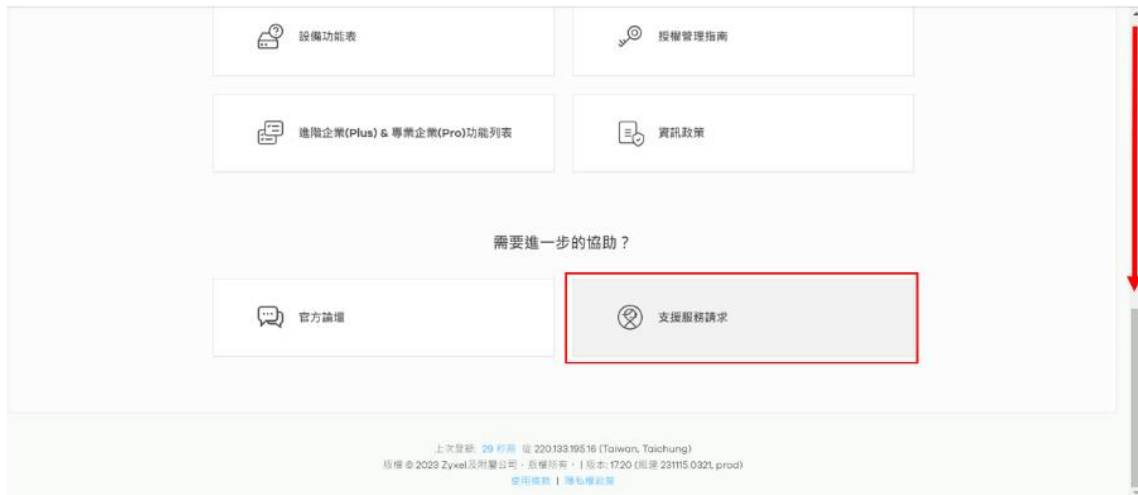 設備功能表
授權管理指南
進階企業(Plus) & 專業企業(Pro)功能列表
資訊政策
需要進一步的協助？
官方論壇
支援服務請求
上次登錄: 29 秒前 從 220.133.195.16 (Taiwan, Taichung)
版權 © 2023 Zyxel及附屬公司。版權所有。 | 版本: 17.20 (組建 231115.0321, prod)
使用條款 | 隱私權政策